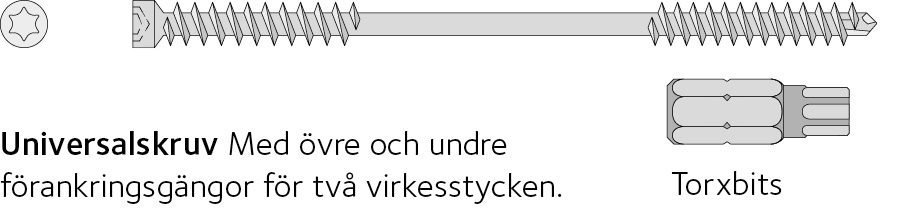 Universalskruv Med övre och undre
förankringsgängor för två virkesstycken.
Torxbits